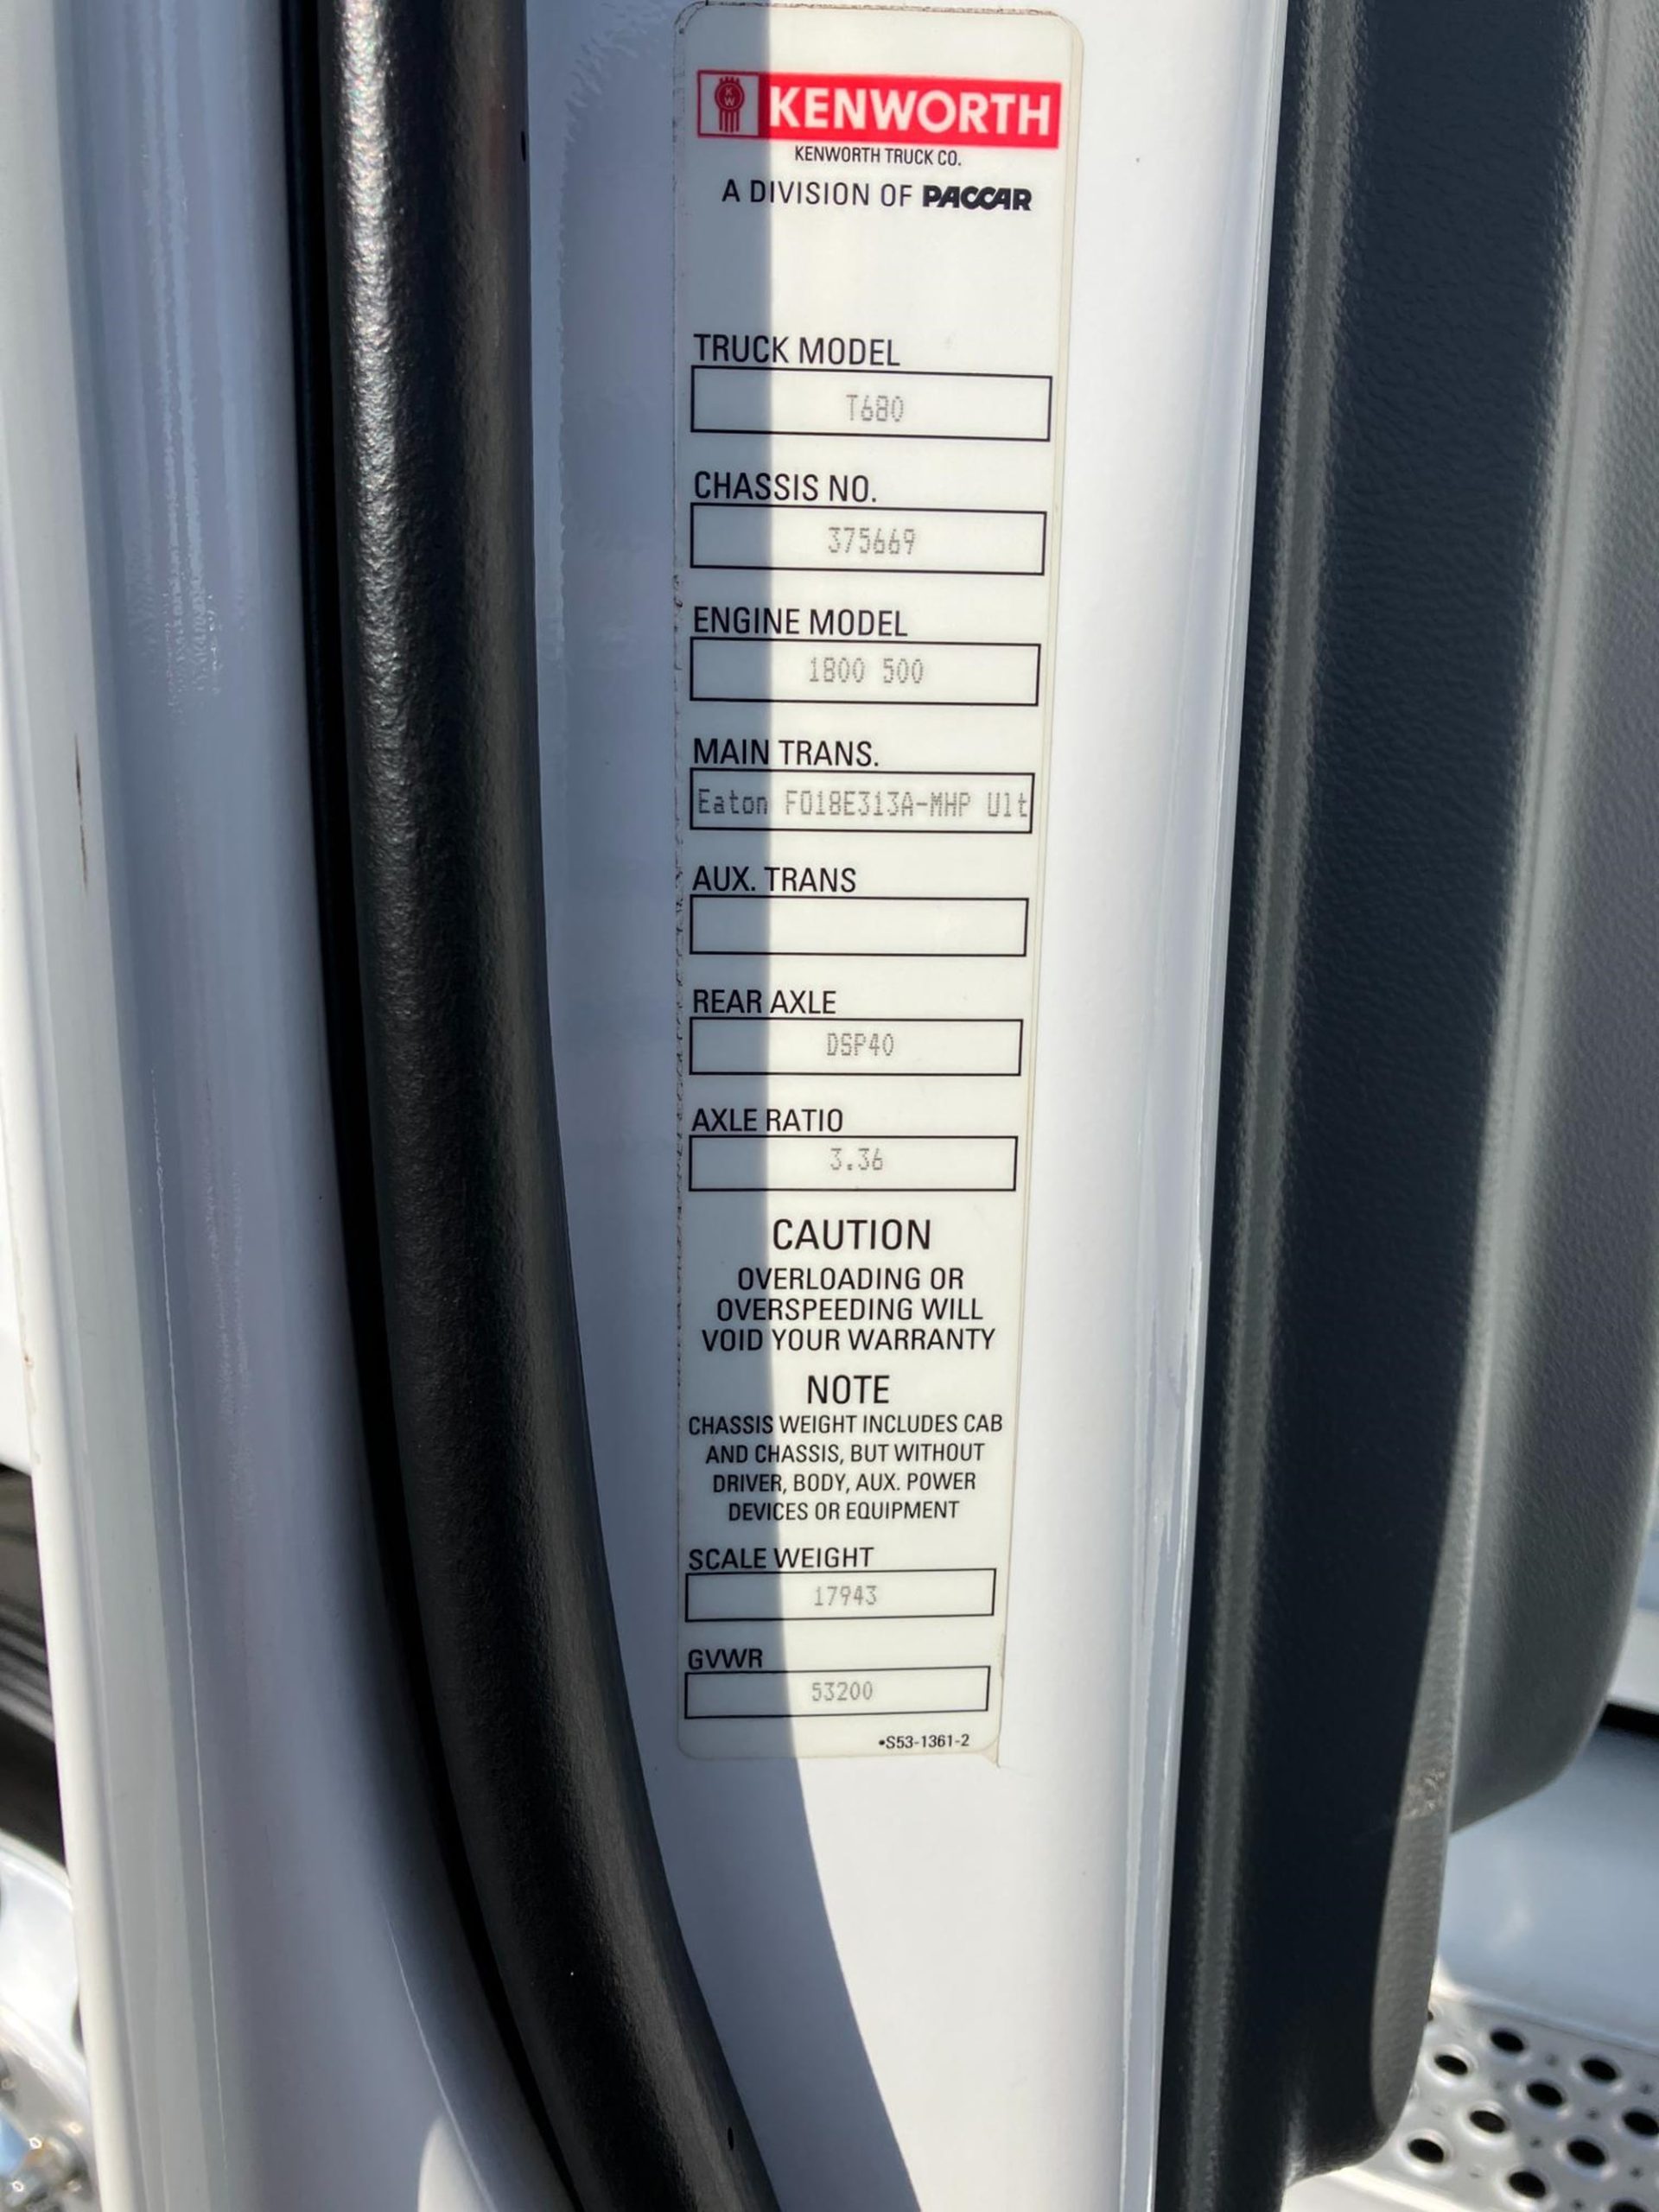 KW KENWORTH
KENWORTH TRUCK CO.
A DIVISION OF PACCAR
TRUCK MODEL
T680
CHASSIS NO.
375669
ENGINE MODEL
1800 500
MAIN TRANS.
Eaton FO18E313A-MHP Ult
AUX. TRANS
REAR AXLE
DSP40
AXLE RATIO
3.36
CAUTION
OVERLOADING OR
OVERSPEEDING WILL
VOID YOUR WARRANTY
NOTE
CHASSIS WEIGHT INCLUDES CAB
AND CHASSIS, BUT WITHOUT
DRIVER, BODY, AUX. POWER
DEVICES OR EQUIPMENT
SCALE WEIGHT
17943
GVWR
53200
•S53-1361-2